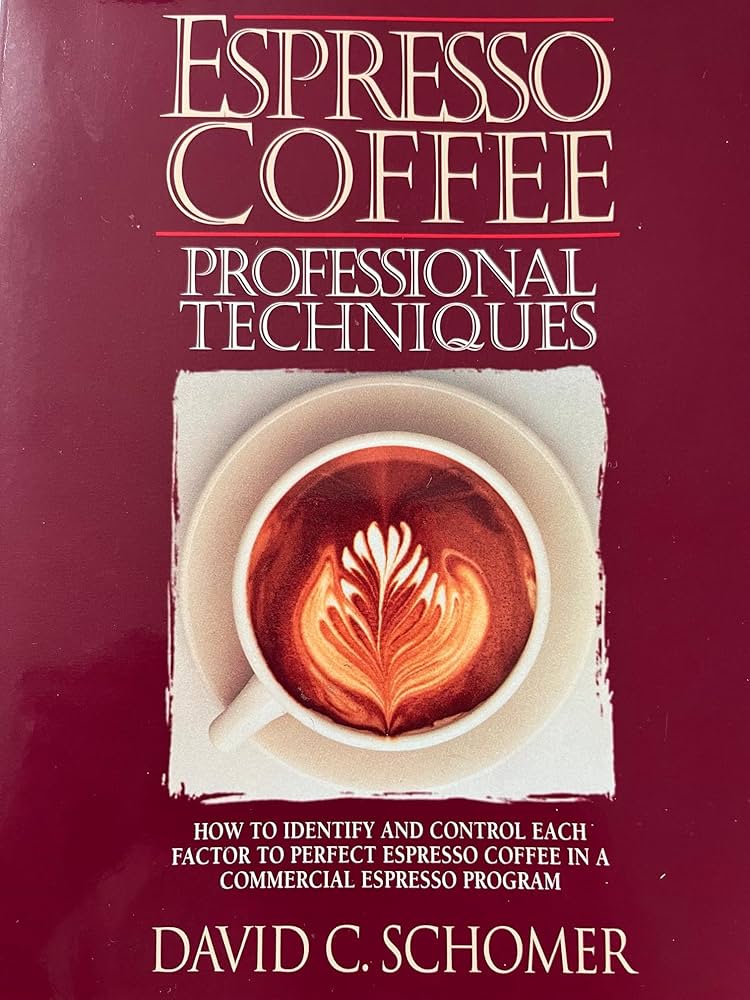 ESPRESSO
COFFEE
PROFESSIONAL
TECHNIQUES
HOW TO IDENTIFY AND CONTROL EACH
FACTOR TO PERFECT ESPRESSO COFFEE IN A
COMMERCIAL ESPRESSO PROGRAM
DAVID C. SCHOMER